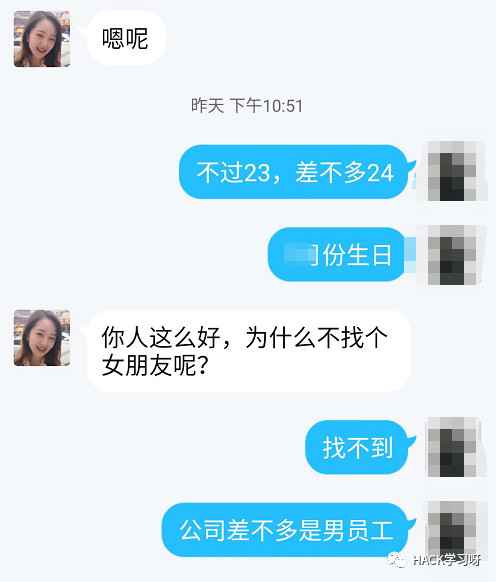 嗯呢
昨天 下午10:51
不过23，差不多24
份生日
你人这么好，为什么不找个
女朋友呢？
找不到
公司差不多是男员工
HACK学习呀